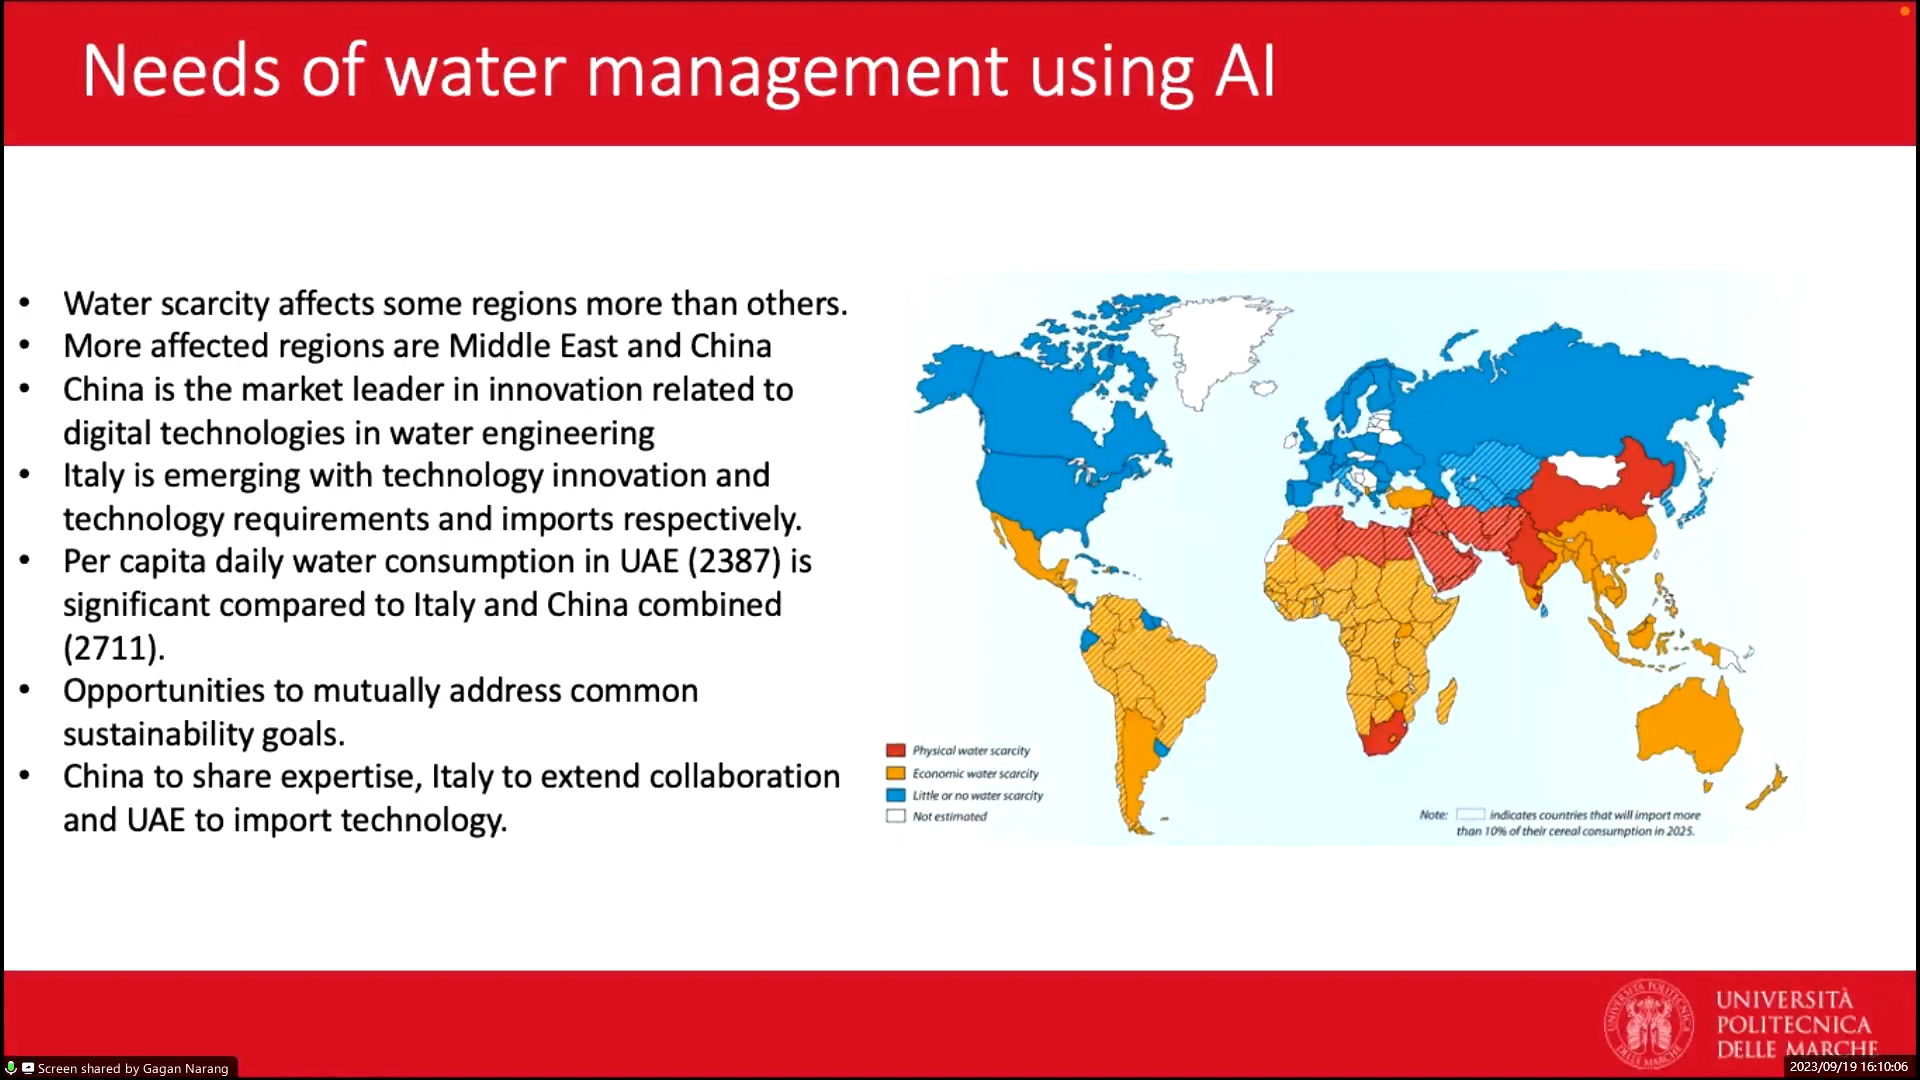 Needs of water management using AI
• Water scarcity affects some regions more than others.
• More affected regions are Middle East and China
• China is the market leader in innovation related to
digital technologies in water engineering
• Italy is emerging with technology innovation and
technology requirements and imports respectively.
• Per capita daily water consumption in UAE (2387) is
significant compared to Italy and China combined
(2711).
• Opportunities to mutually address common
sustainability goals.
• China to share expertise, Italy to extend collaboration
and UAE to import technology.
Physical water scarcity
Economic water scarcity
Little or no water scarcity
Not estimated
Note: indicates countries that will import more
than 10% of their cereal consumption in 2025.
UNIVERSITÀ
POLITECNICA
DELLE MARCHE
Screen shared by Gagan Narang
2023/09/19 16:10:06